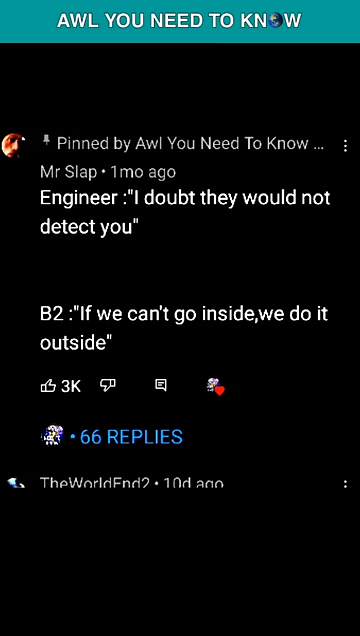 AWL YOU NEED TO KNOW
Pinned by Awl You Need To Know ...
Mr Slap • 1mo ago
Engineer :"I doubt they would not
detect you"
B2 :"If we can't go inside,we do it
outside"
3K
• 66 REPLIES
TheWorldEnd2 • 10d ago